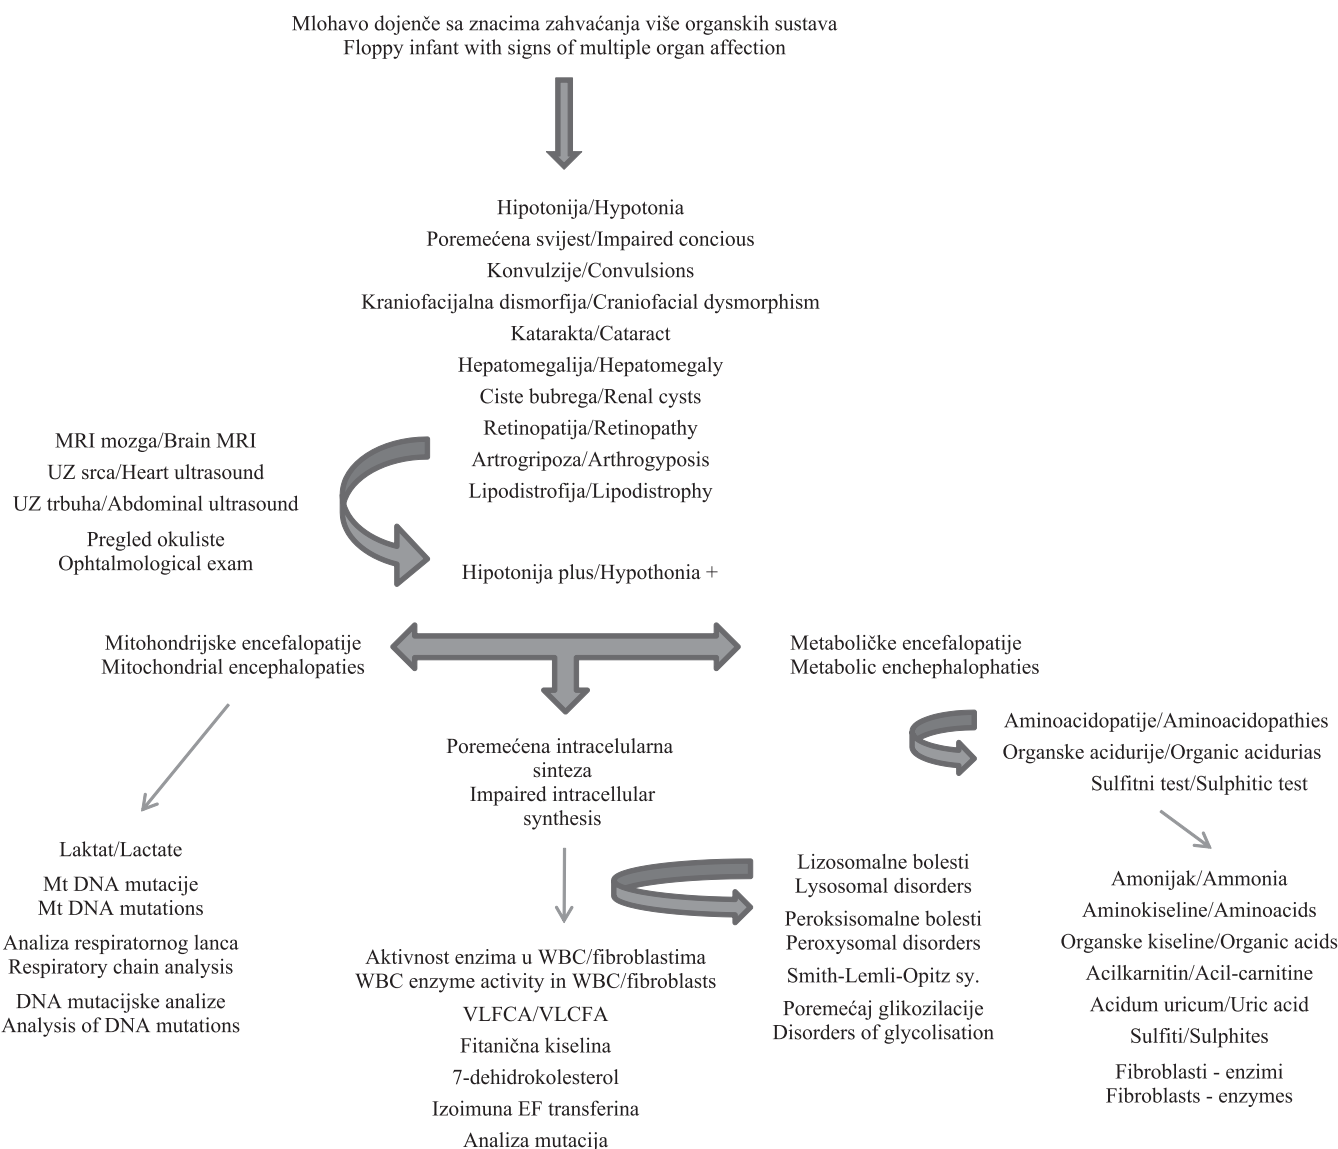 Mlohavo dojenče sa znacima zahvaćanja više organskih sustava
Floppy infant with signs of multiple organ affection
Hipotonija/Hypotonia
Poremećena svijest/Impaired concious
Konvulzije/Convulsions
Kraniofacijalna dismorfija/Craniofacial dysmorphism
Katarakta/Cataract
Hepatomegalija/Hepatomegaly
Ciste bubrega/Renal cysts
Retinopatija/Retinopathy
Artrogripoza/Arthrogyposis
Lipodistrofija/Lipodistrophy
MRI mozga/Brain MRI
UZ srca/Heart ultrasound
UZ trbuha/Abdominal ultrasound
Pregled okuliste
Ophtalmological exam
Hipotonija plus/Hypothonia +
Mitohondrijske encefalopatije
Mitochondrial encephalopaties
Metaboličke encefalopatije
Metabolic enchephalophaties
Poremećena intracelularna
sinteza
Impaired intracellular
synthesis
Aminoacidopatije/Aminoacidopathies
Organske acidurije/Organic acidurias
Sulfitni test/Sulphitic test
Laktat/Lactate
Mt DNA mutacije
Mt DNA mutations
Analiza respiratornog lanca
Respiratory chain analysis
DNA mutacijske analize
Analysis of DNA mutations
Aktivnost enzima u WBC/fibroblastima
WBC enzyme activity in WBC/fibroblasts
VLFCA/VLCFA
Fitanična kiselina
7-dehidrokolesterol
Izoimuna EF transferina
Analiza mutacija
Lizosomalne bolesti
Lysosomal disorders
Peroksisomalne bolesti
Peroxysomal disorders
Smith-Lemli-Opitz sy.
Poremećaj glikozilacije
Disorders of glycolisation
Amonijak/Ammonia
Aminokiseline/Aminoacids
Organske kiseline/Organic acids
Acilkarnitin/Acil-carnitine
Acidum uricum/Uric acid
Sulfiti/Sulphites
Fibroblasti - enzimi
Fibroblasts - enzymes